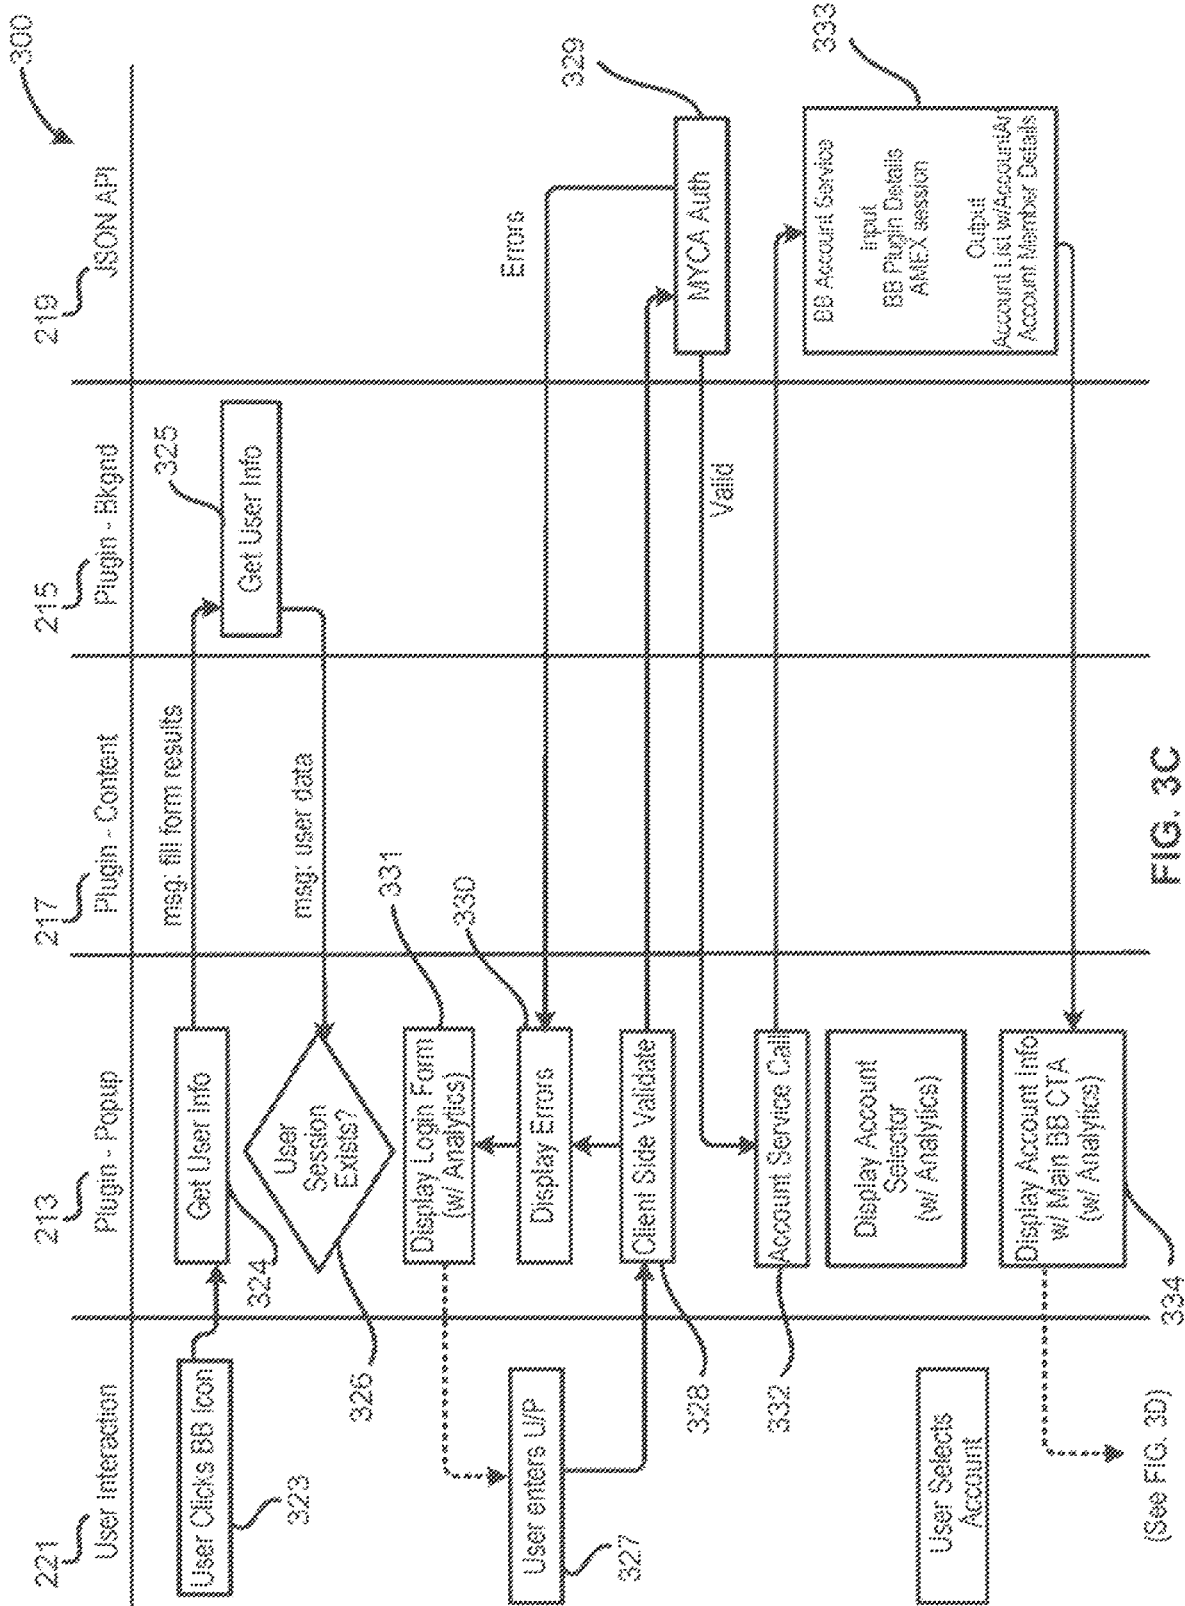 300
221
213
217
215
219
User Interaction
Plugin - Popup
Plugin - Content
Plugin - Bkgnd
JSON API
User Clicks BB Icon
323
Get User Info
324
msg: fill form results
Get User Info
325
msg: user data
User
Session
Exists?
326
Display Login Form
(w/ Analytics)
331
User enters U/P
327
Display Errors
330
Errors
Client Side Validate
328
MYCA Auth
329
Valid
Account Service Call
332
BB Account Service
Input
BB Plugin Details
AMEX session
Output
Account List w/AccountAr
Account Member Details
333
Display Account
Selector
(w/ Analytics)
User Selects
Account
Display Account Info
w/ Main BB CTA
(w/ Analytics)
334
(See FIG. 3D)
FIG. 3C